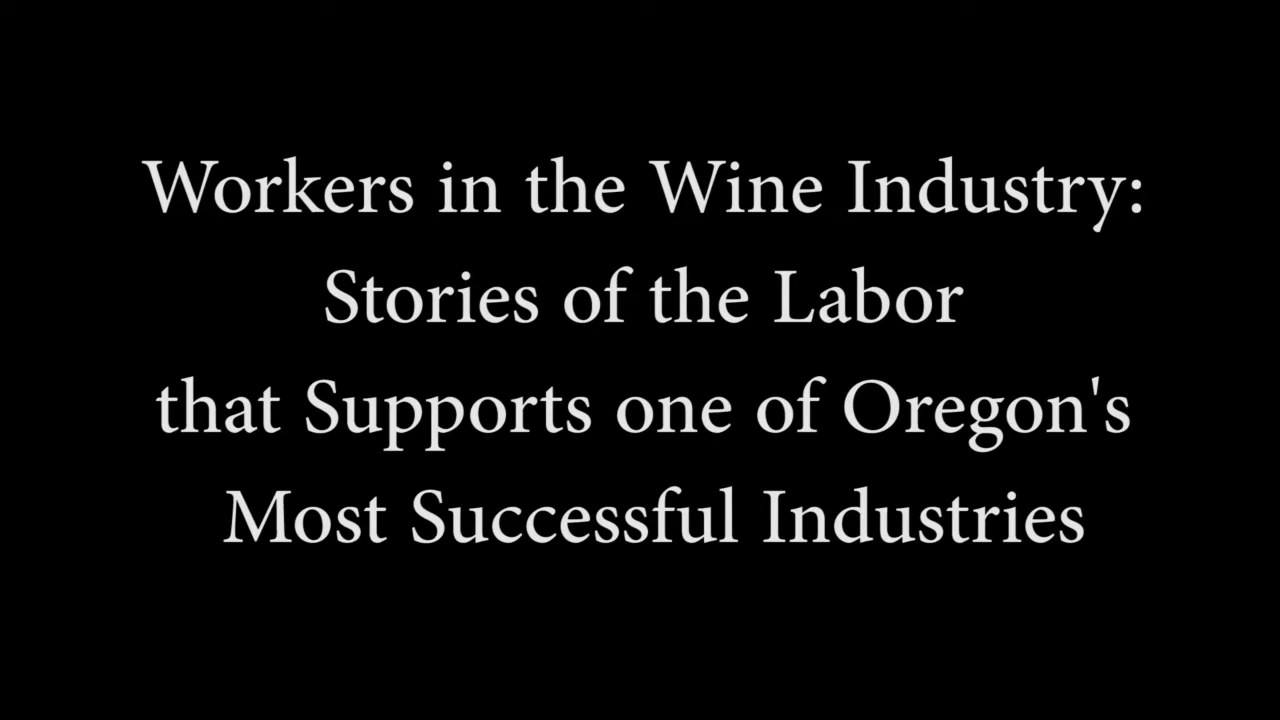 Workers in the Wine Industry:
Stories of the Labor
that Supports one of Oregon's
Most Successful Industries